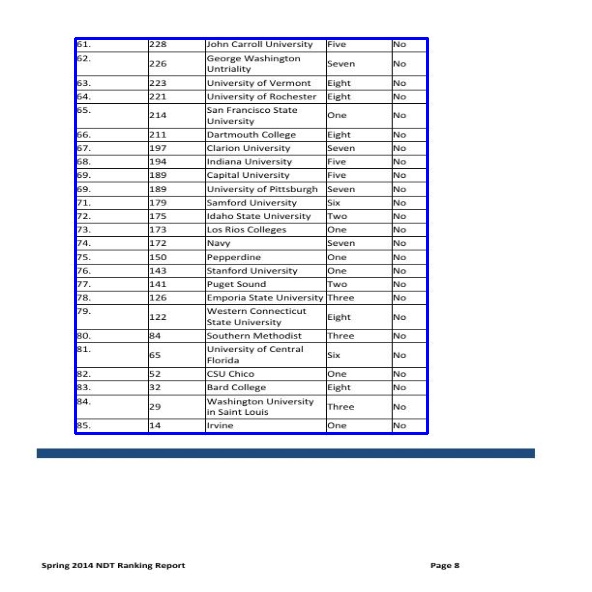 61. 228 John Carroll University Five No
62. 226 George Washington Untriality Seven No
63. 223 University of Vermont Eight No
64. 221 University of Rochester Eight No
65. 214 San Francisco State University One No
66. 211 Dartmouth College Eight No
67. 197 Clarion University Seven No
68. 194 Indiana University Five No
69. 189 Capital University Five No
69. 189 University of Pittsburgh Seven No
71. 179 Samford University Six No
72. 175 Idaho State University Two No
73. 173 Los Rios Colleges One No
74. 172 Navy Seven No
75. 150 Pepperdine One No
76. 143 Stanford University One No
77. 141 Puget Sound Two No
78. 126 Emporia State University Three No
79. 122 Western Connecticut State University Eight No
80. 84 Southern Methodist Three No
81. 65 University of Central Florida Six No
82. 52 CSU Chico One No
83. 32 Bard College Eight No
84. 29 Washington University in Saint Louis Three No
85. 14 Irvine One No
Spring 2014 NDT Ranking Report Page 8